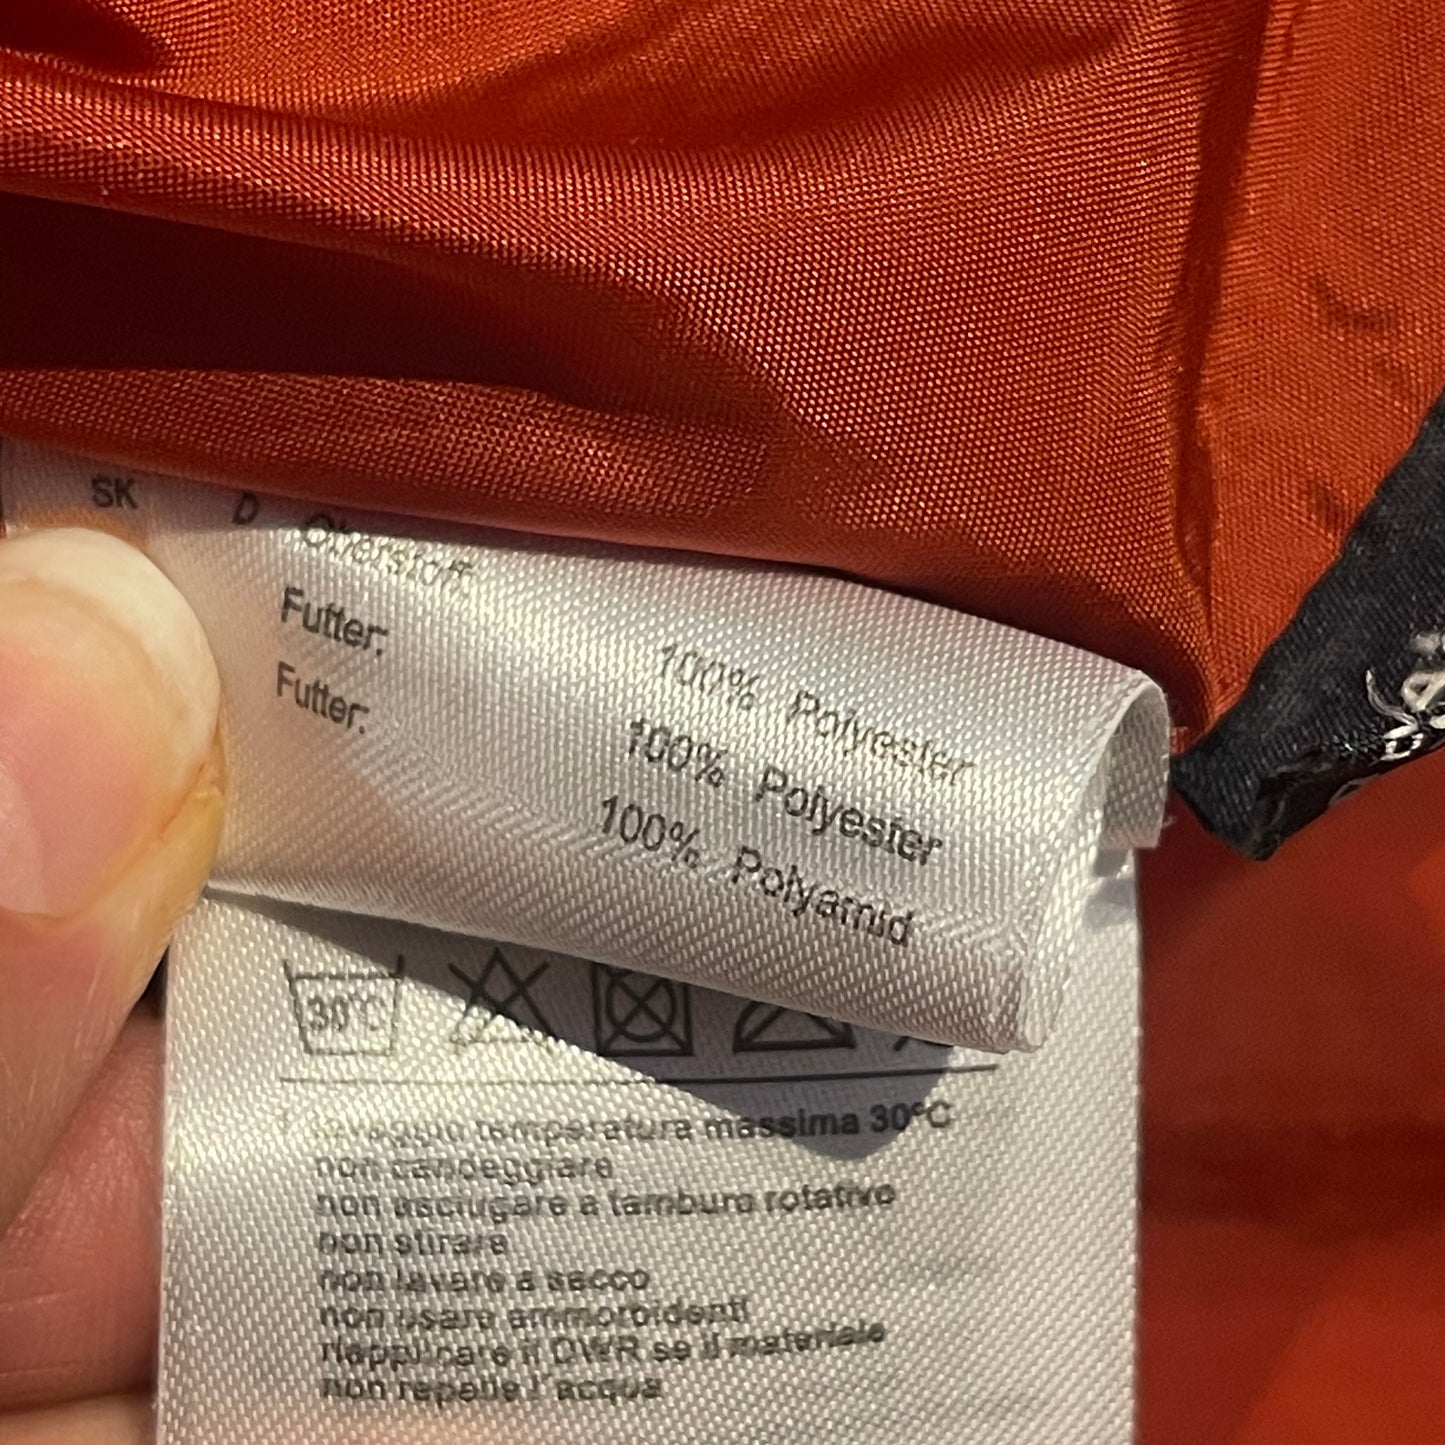 SK D Oberstoff: 100% Polyester
Futter: 100% Polyester
Futter: 100% Polyamid
30°C
lavaggio temperatura massima 30°C
non candeggiare
non asciugare a tamburo rotativo
non stirare
non lavare a secco
non usare ammorbidenti
riapplicare il DWR se il materiale
non repelle l'acqua